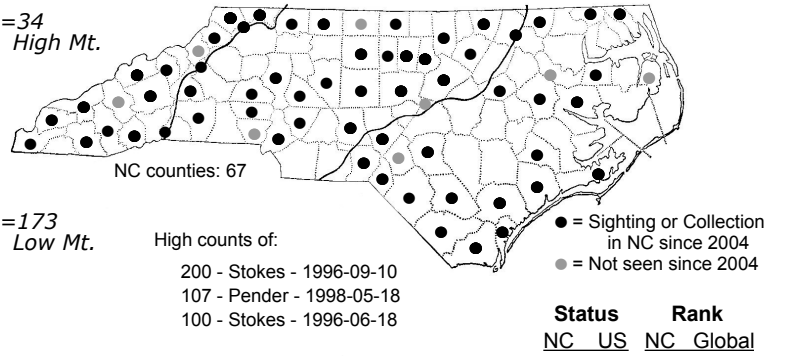 =34
High Mt.
NC counties: 67
=173
Low Mt.
High counts of:
200 - Stokes - 1996-09-10
107 - Pender - 1998-05-18
100 - Stokes - 1996-06-18
= Sighting or Collection
in NC since 2004
= Not seen since 2004
Status Rank
NC US NC Global